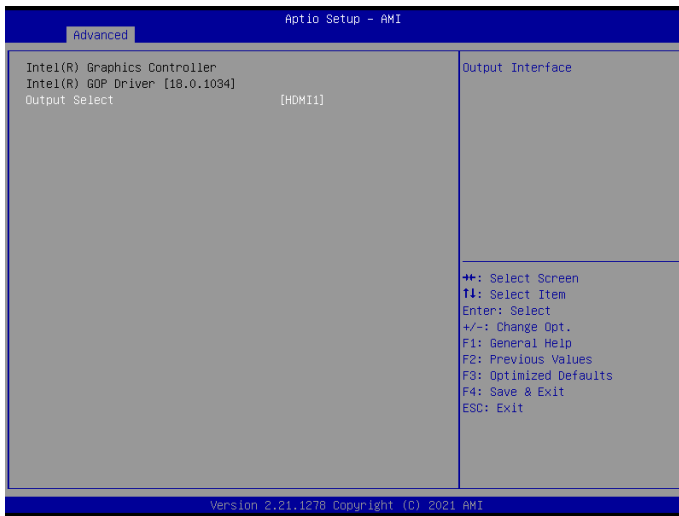 Aptio Setup – AMI
Advanced
Intel(R) Graphics Controller
Intel(R) GOP Driver [18.0.1034]
Output Select [HDMI1]
Output Interface
→←: Select Screen
↑↓: Select Item
Enter: Select
+/-: Change Opt.
F1: General Help
F2: Previous Values
F3: Optimized Defaults
F4: Save & Exit
ESC: Exit
Version 2.21.1278 Copyright (C) 2021 AMI